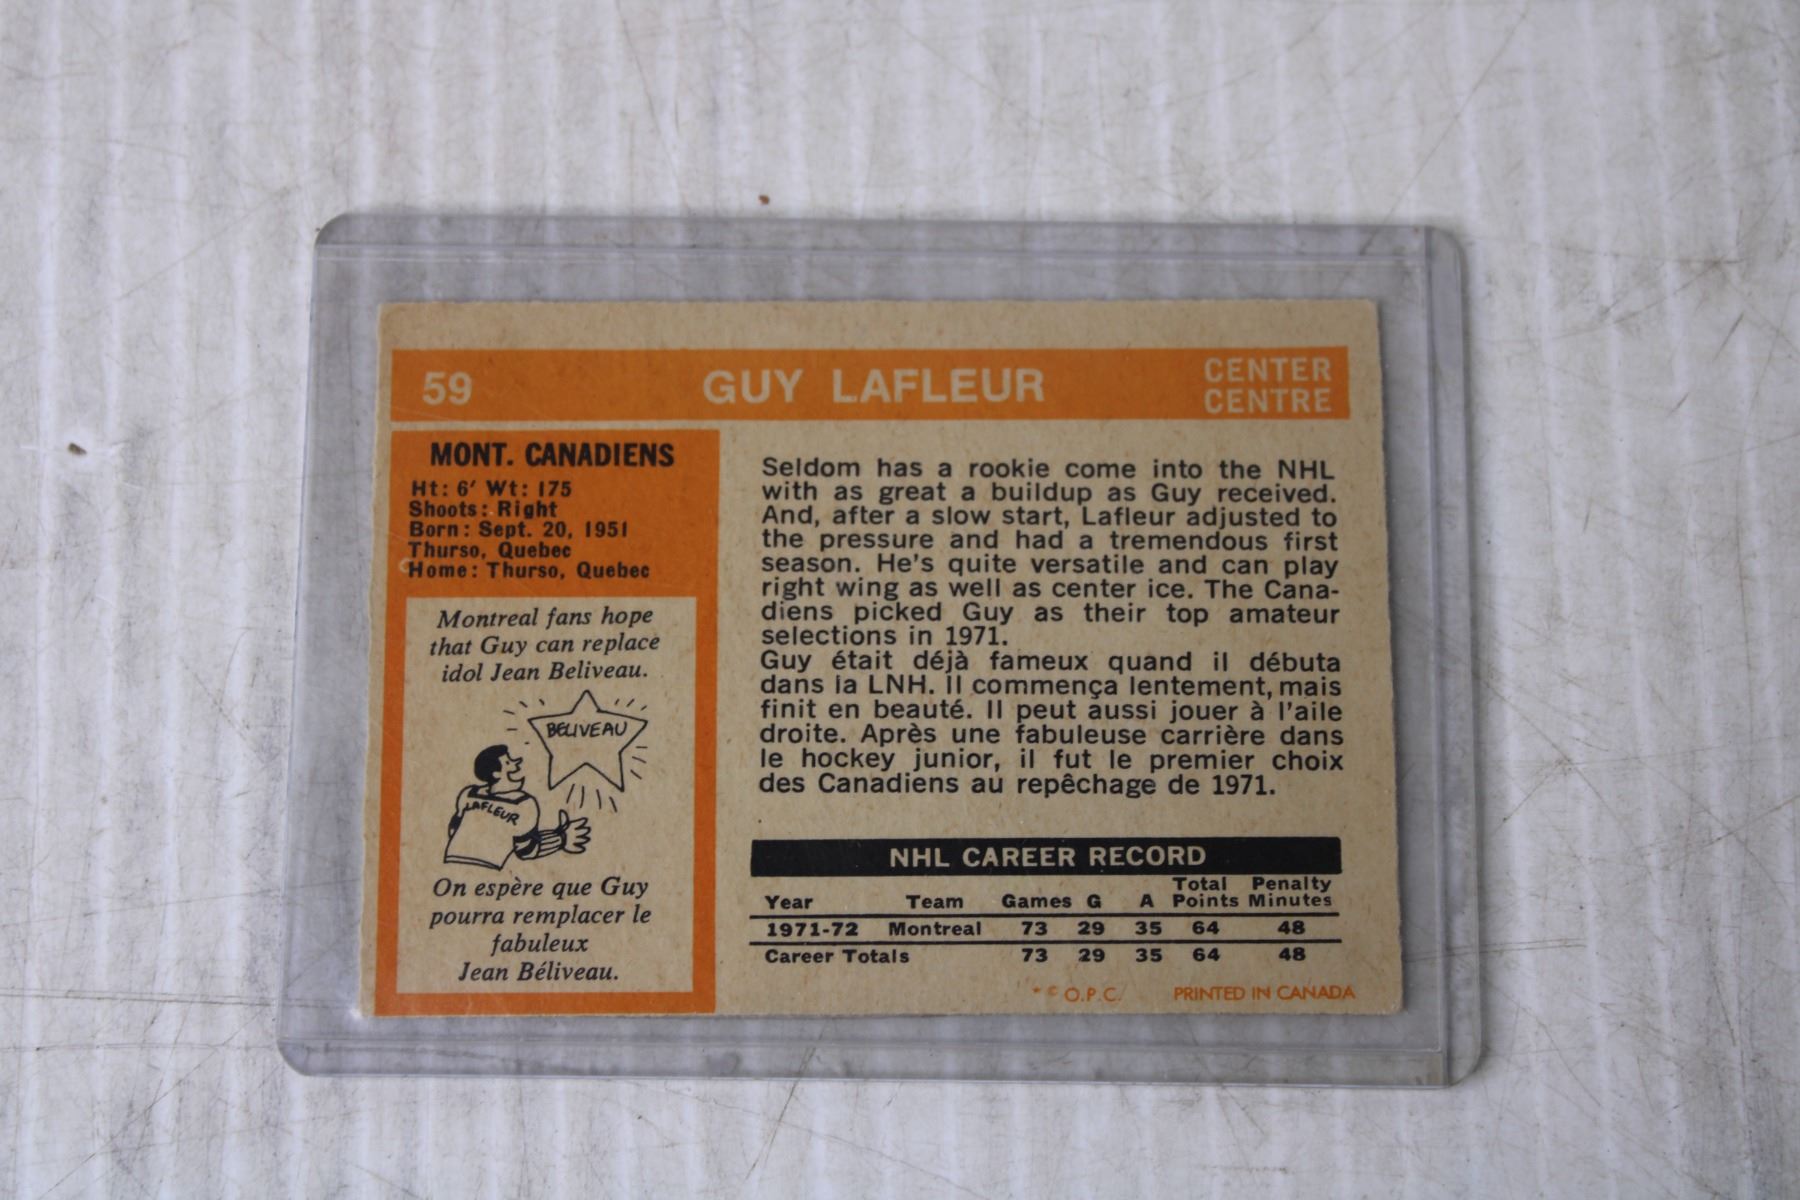 59 GUY LAFLEUR CENTER
CENTRE
MONT. CANADIENS
Ht: 6' Wt: 175
Shoots: Right
Born: Sept. 20, 1951
Thurso, Quebec
Home: Thurso, Quebec
Montreal fans hope
that Guy can replace
idol Jean Beliveau.
BELIVEAU
LAFLEUR
On espère que Guy
pourra remplacer le
fabuleux
Jean Béliveau.
Seldom has a rookie come into the NHL
with as great a buildup as Guy received.
And, after a slow start, Lafleur adjusted to
the pressure and had a tremendous first
season. He's quite versatile and can play
right wing as well as center ice. The Cana-
diens picked Guy as their top amateur
selections in 1971.
Guy était déjà fameux quand il débuta
dans la LNH. Il commença lentement, mais
finit en beauté. Il peut aussi jouer à l'aile
droite. Après une fabuleuse carrière dans
le hockey junior, il fut le premier choix
des Canadiens au repêchage de 1971.
NHL CAREER RECORD
Year Team Games G A Total Points Penalty Minutes
1971-72 Montreal 73 29 35 64 48
Career Totals 73 29 35 64 48
* © O.P.C. PRINTED IN CANADA